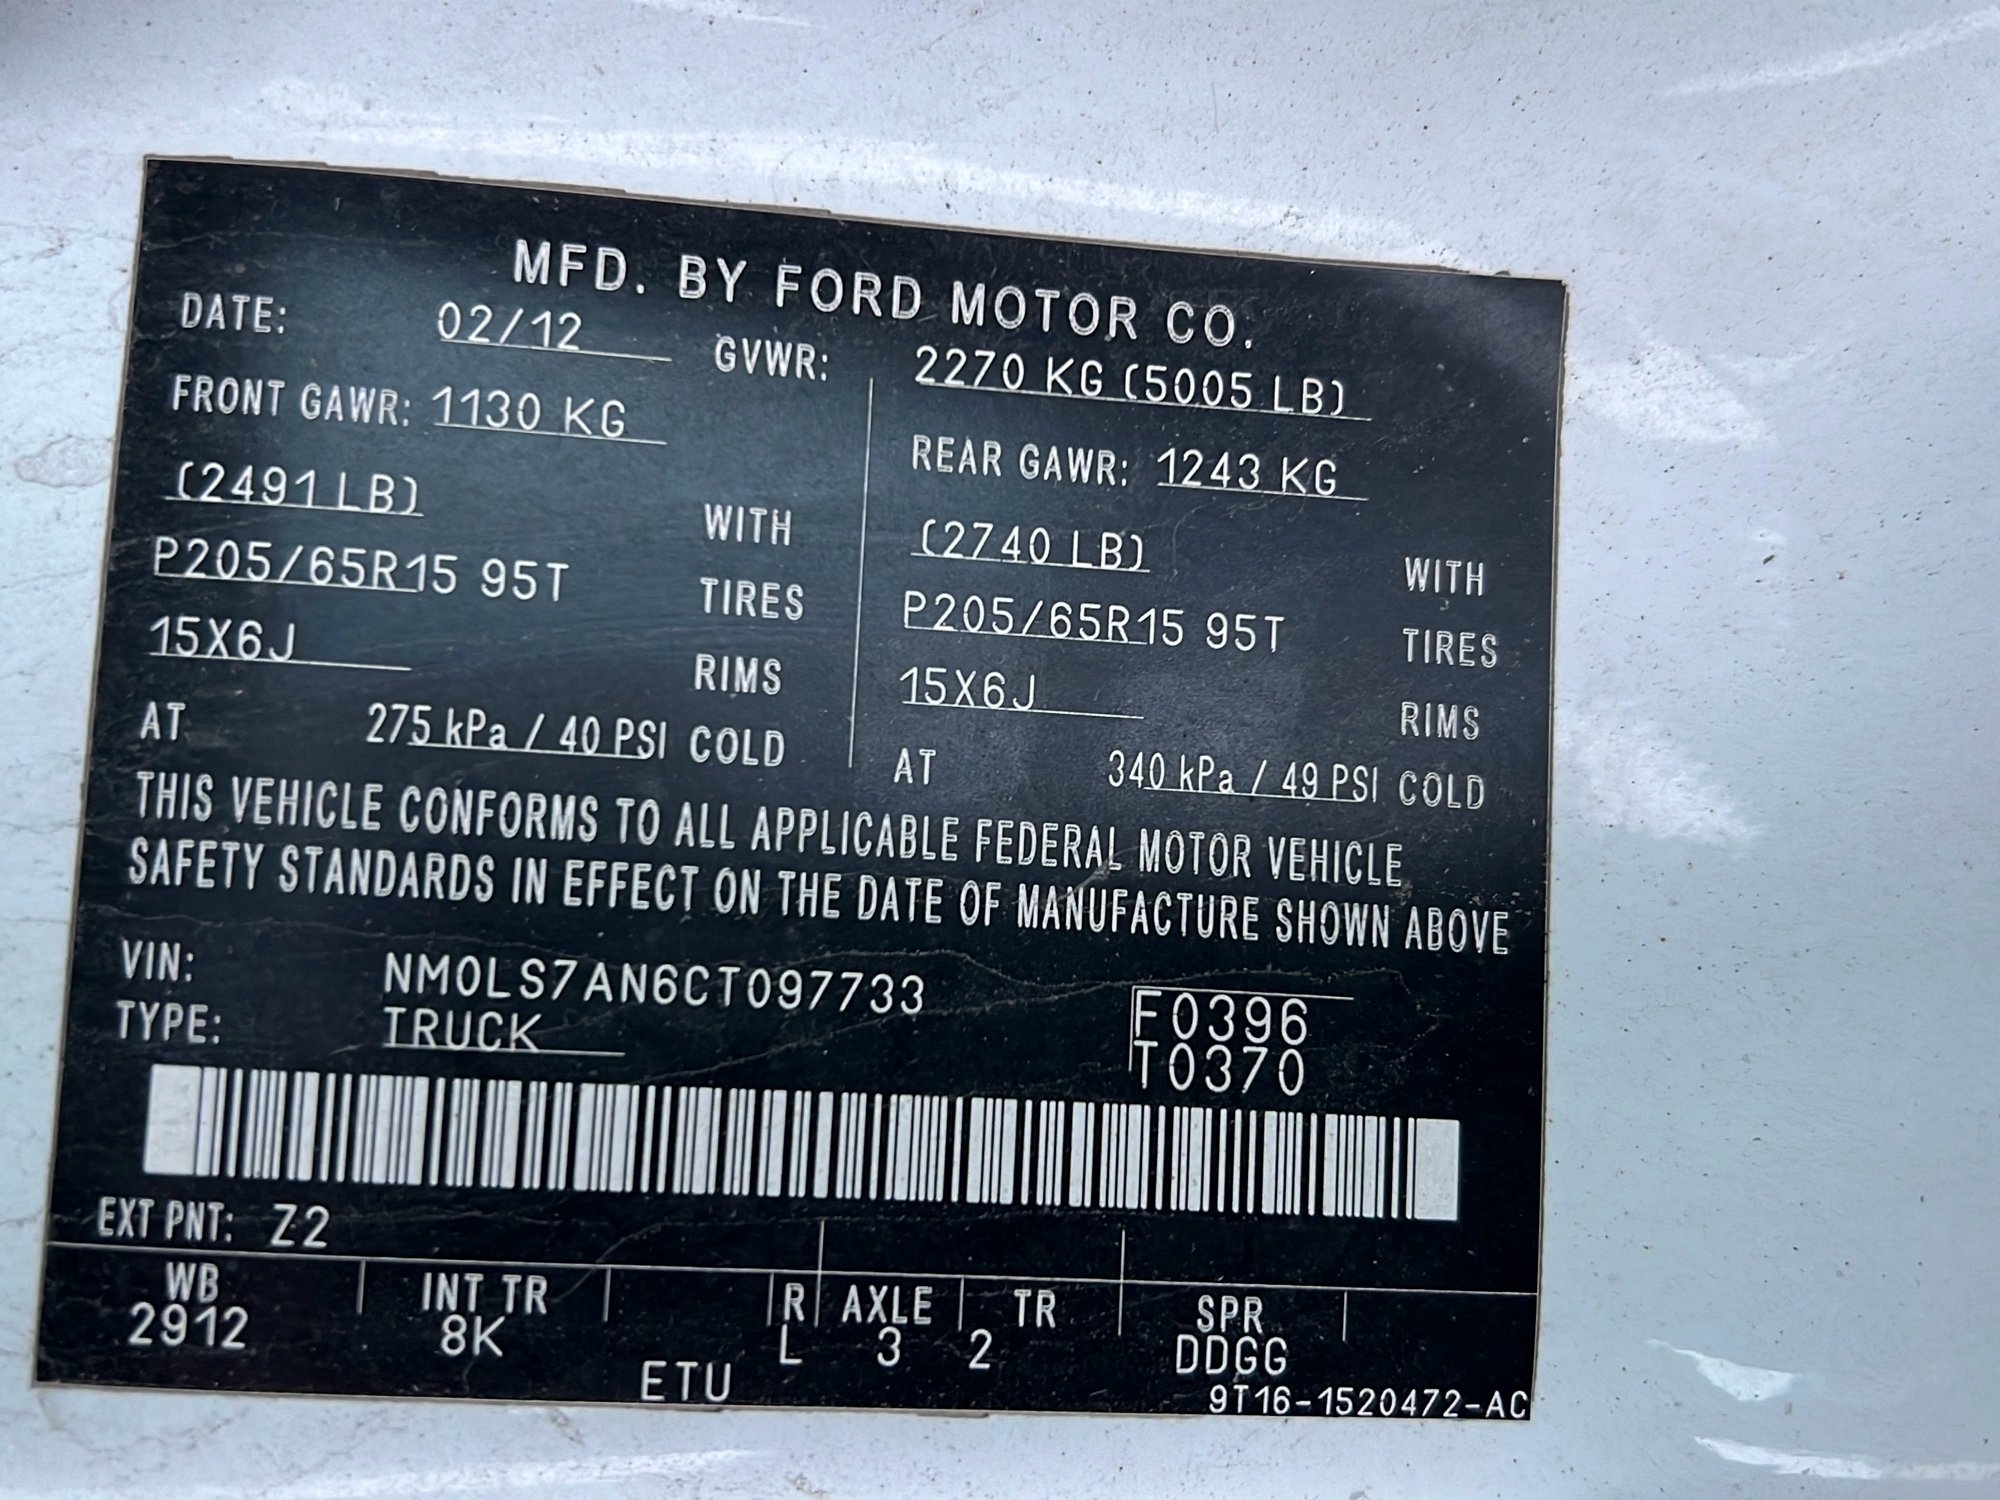 MFD. BY FORD MOTOR CO.
DATE: 02/12 GVWR: 2270 KG (5005 LB)
FRONT GAWR: 1130 KG REAR GAWR: 1243 KG
(2491 LB) WITH (2740 LB) WITH
P205/65R15 95T TIRES P205/65R15 95T TIRES
15X6J RIMS 15X6J RIMS
AT 275 kPa / 40 PSI COLD AT 340 kPa / 49 PSI COLD
THIS VEHICLE CONFORMS TO ALL APPLICABLE FEDERAL MOTOR VEHICLE
SAFETY STANDARDS IN EFFECT ON THE DATE OF MANUFACTURE SHOWN ABOVE
VIN: NM0LS7AN6CT097733 F0396
TYPE: TRUCK T0370
EXT PNT: Z2
WB INT TR R AXLE TR SPR
2912 8K L 3 2 DDGG
ETU 9T16-1520472-AC